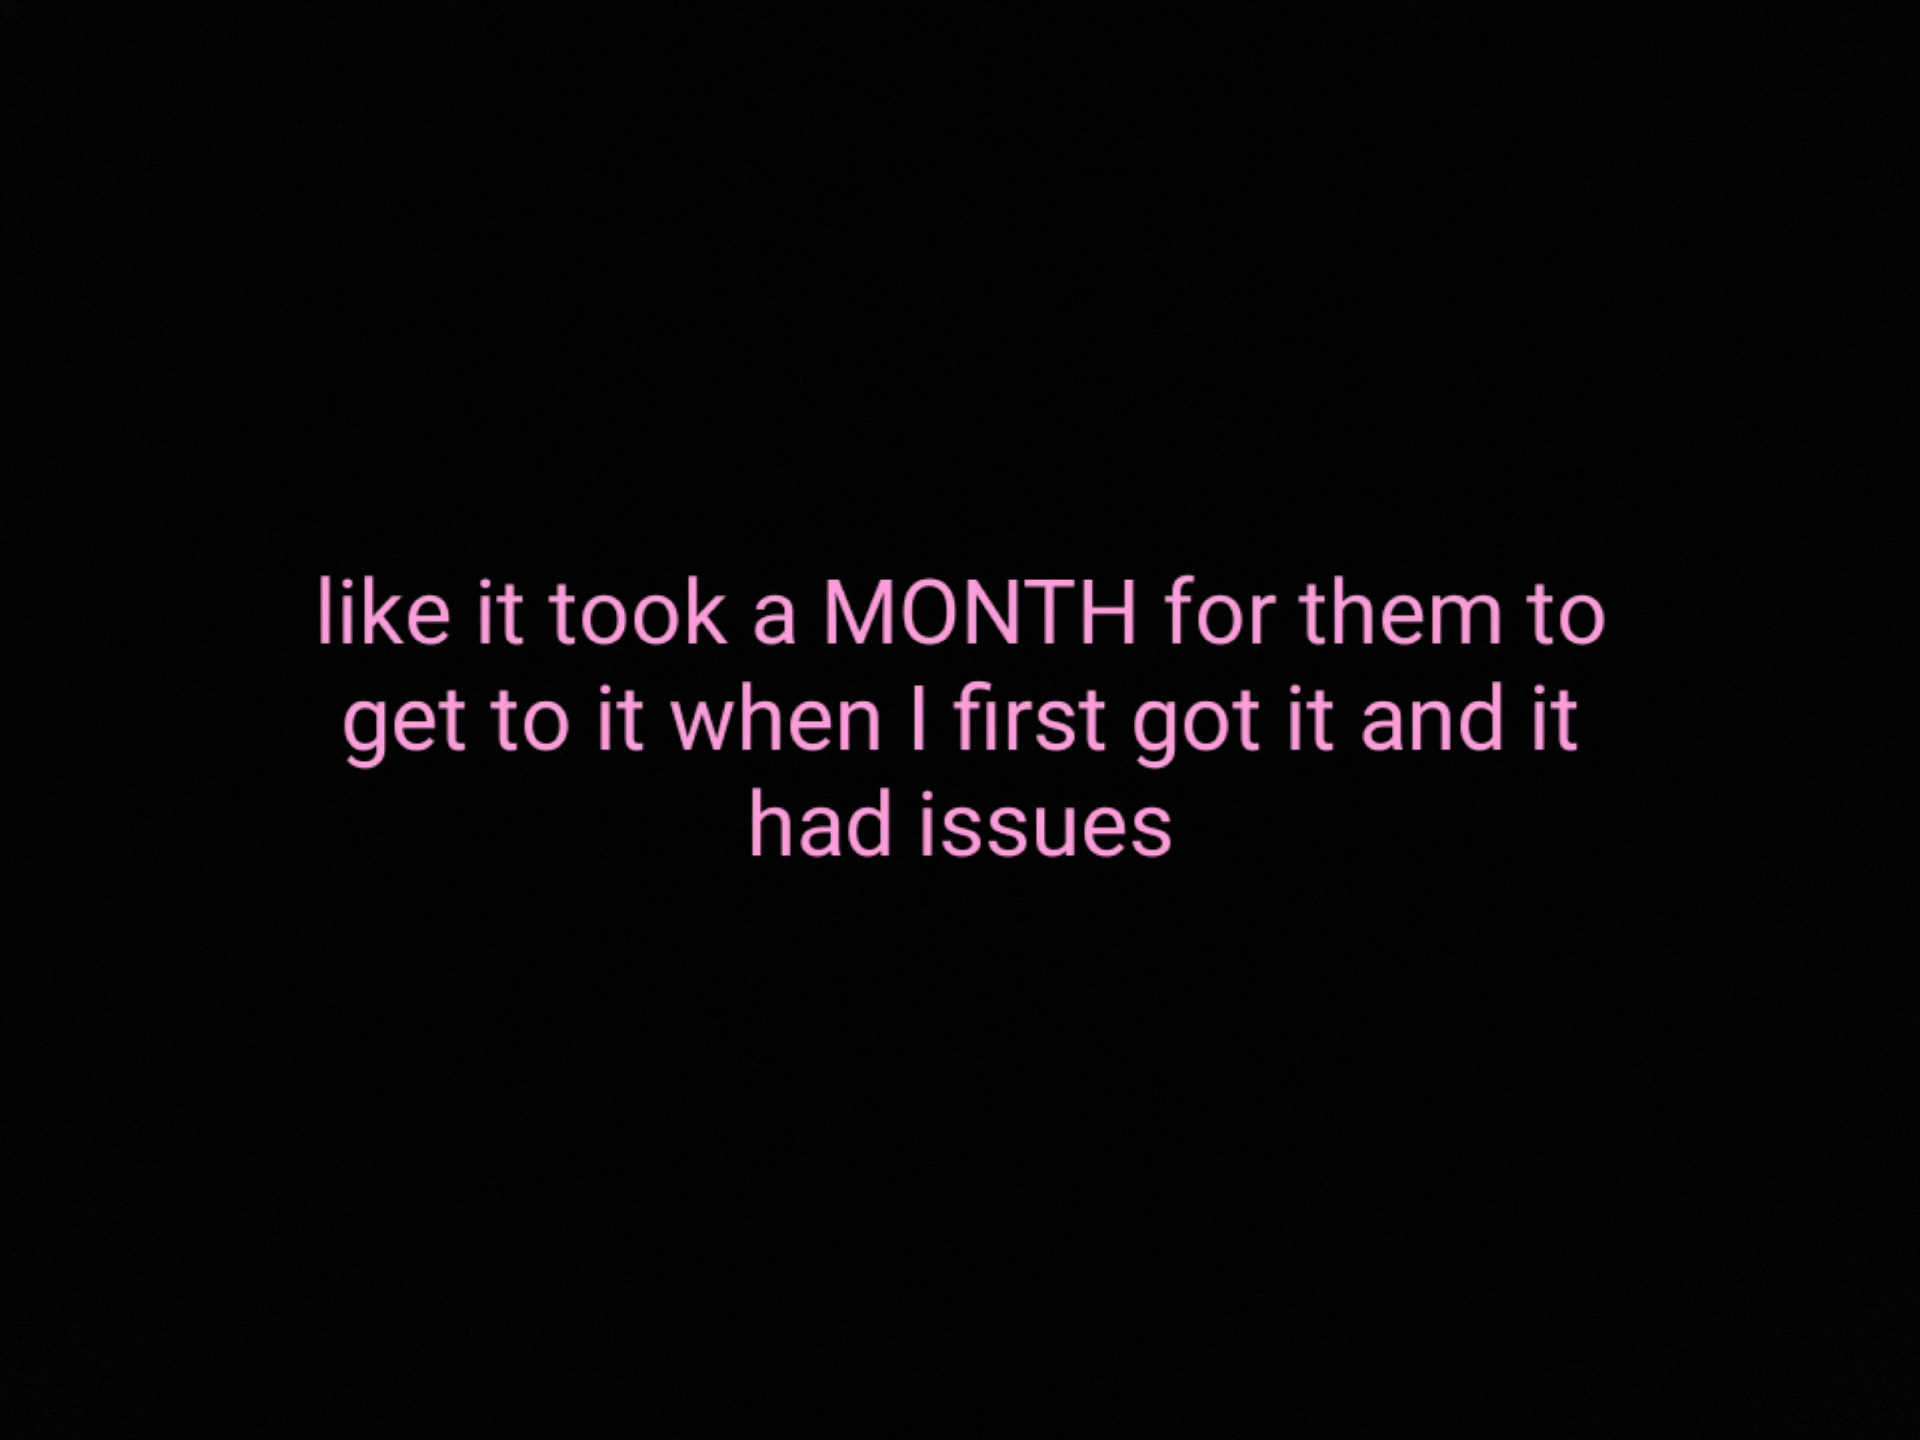 like it took a MONTH for them to
get to it when I first got it and it
had issues